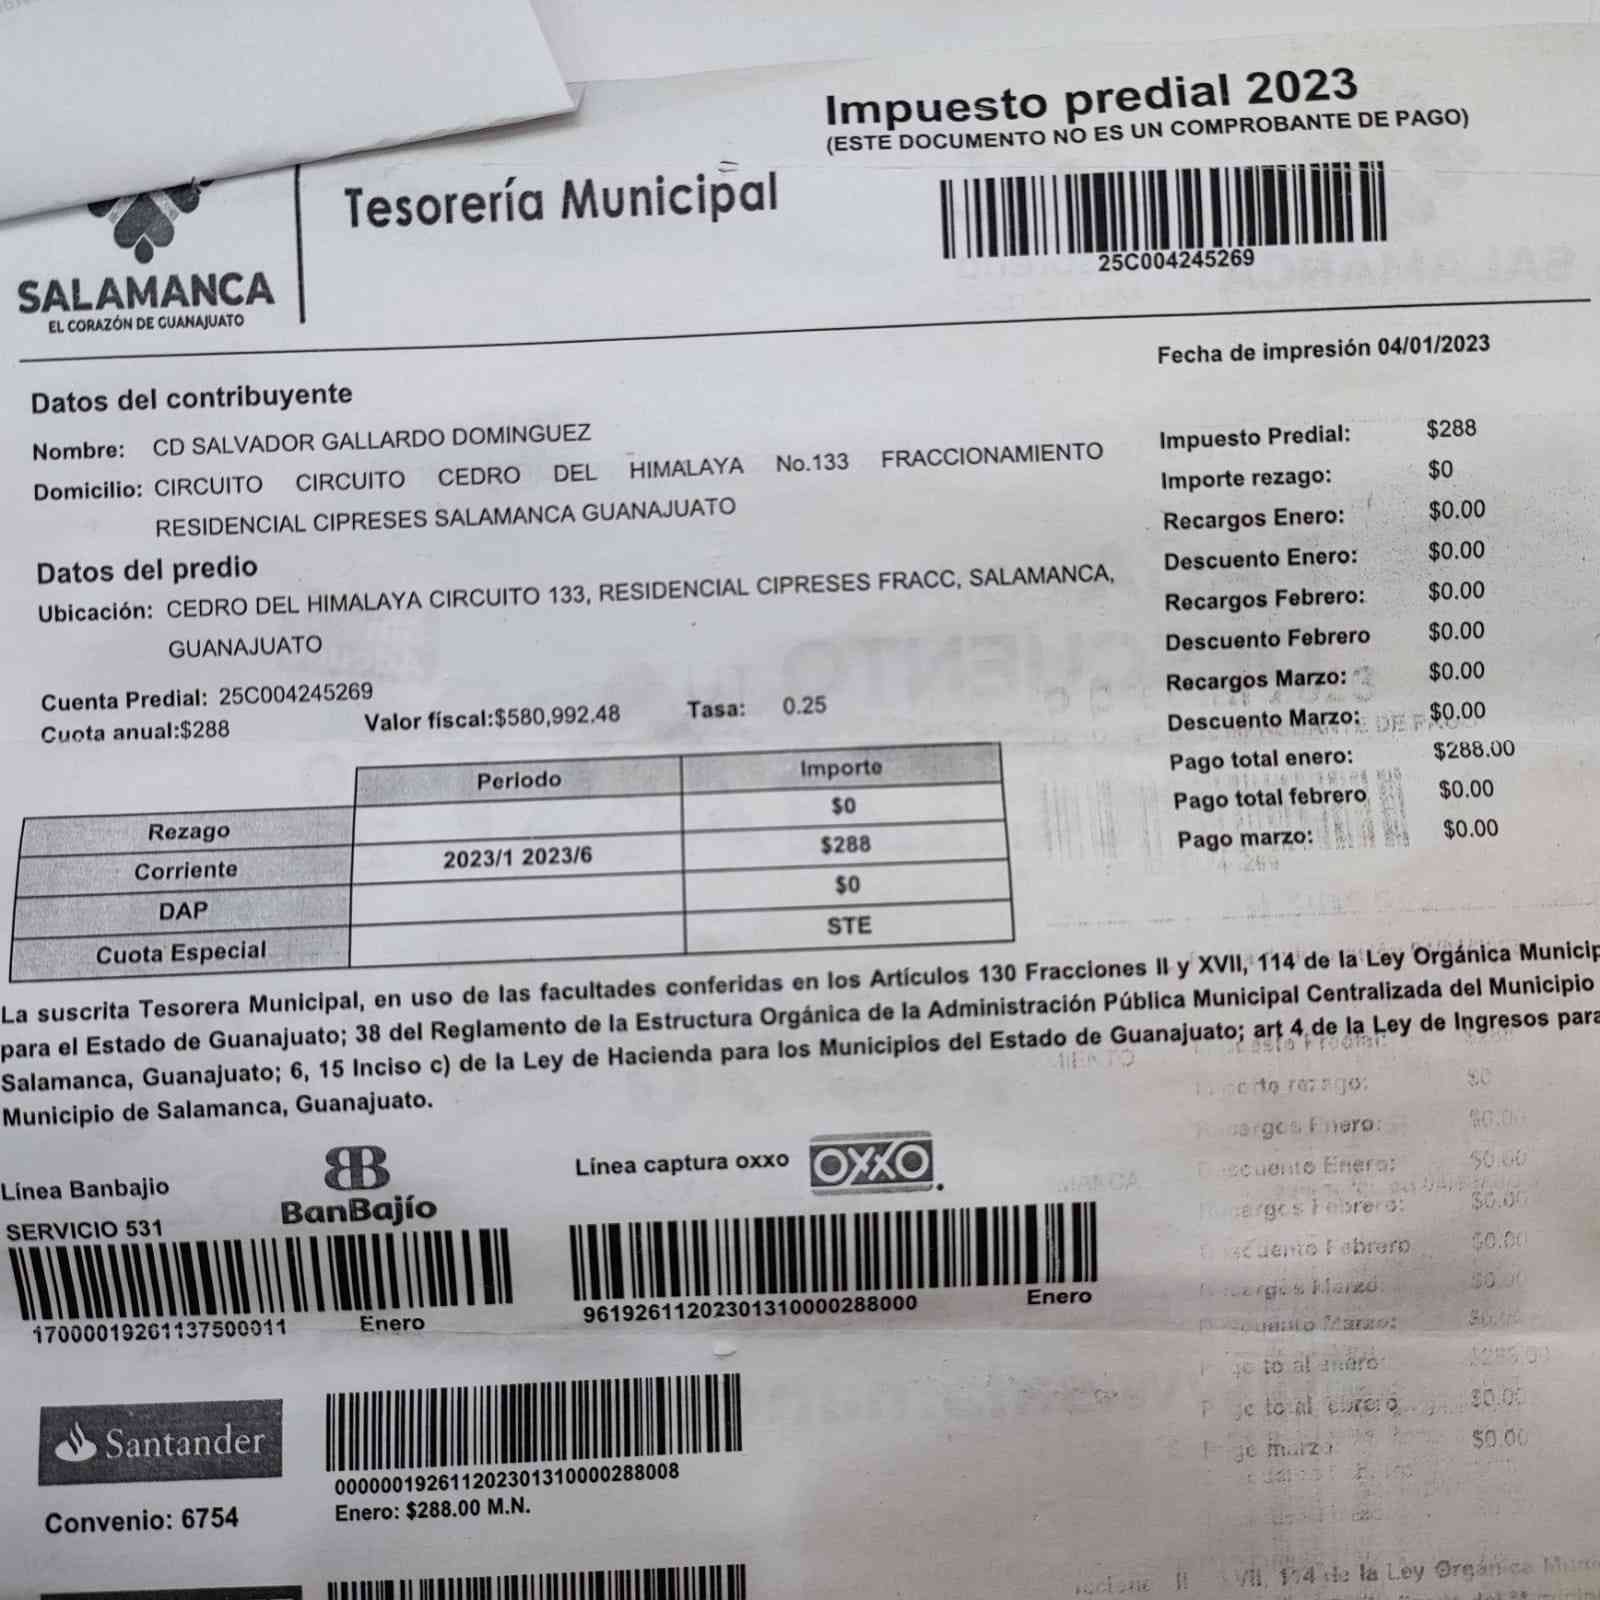 Impuesto predial 2023
(ESTE DOCUMENTO NO ES UN COMPROBANTE DE PAGO)
Tesorería Municipal
25C004245269
SALAMANCA
EL CORAZÓN DE GUANAJUATO
Fecha de impresión 04/01/2023
Datos del contribuyente
Nombre: CD SALVADOR GALLARDO DOMINGUEZ
Domicilio: CIRCUITO CIRCUITO CEDRO DEL HIMALAYA No.133 FRACCIONAMIENTO
RESIDENCIAL CIPRESES SALAMANCA GUANAJUATO
Datos del predio
Ubicación: CEDRO DEL HIMALAYA CIRCUITO 133, RESIDENCIAL CIPRESES FRACC, SALAMANCA,
GUANAJUATO
Cuenta Predial: 25C004245269
Cuota anual:$288 Valor físcal:$580,992.48 Tasa: 0.25
Impuesto Predial: $288
Importe rezago: $0
Recargos Enero: $0.00
Descuento Enero: $0.00
Recargos Febrero: $0.00
Descuento Febrero $0.00
Recargos Marzo: $0.00
Descuento Marzo: $0.00
Pago total enero: $288.00
Pago total febrero $0.00
Pago marzo: $0.00
Periodo Importe
Rezago $0
Corriente 2023/1 2023/6 $288
DAP $0
Cuota Especial STE
La suscrita Tesorera Municipal, en uso de las facultades conferidas en los Artículos 130 Fracciones II y XVII, 114 de la Ley Orgánica Municip
para el Estado de Guanajuato; 38 del Reglamento de la Estructura Orgánica de la Administración Pública Municipal Centralizada del Municipio
Salamanca, Guanajuato; 6, 15 Inciso c) de la Ley de Hacienda para los Municipios del Estado de Guanajuato; art 4 de la Ley de Ingresos para
Municipio de Salamanca, Guanajuato.
Línea Banbajio
BanBajío
SERVICIO 531
17000019261137500011 Enero
Línea captura oxxo OXXO
96192611202301310000288000 Enero
Santander
Convenio: 6754
00000019261120230131000028​8008
Enero: $288.00 M.N.